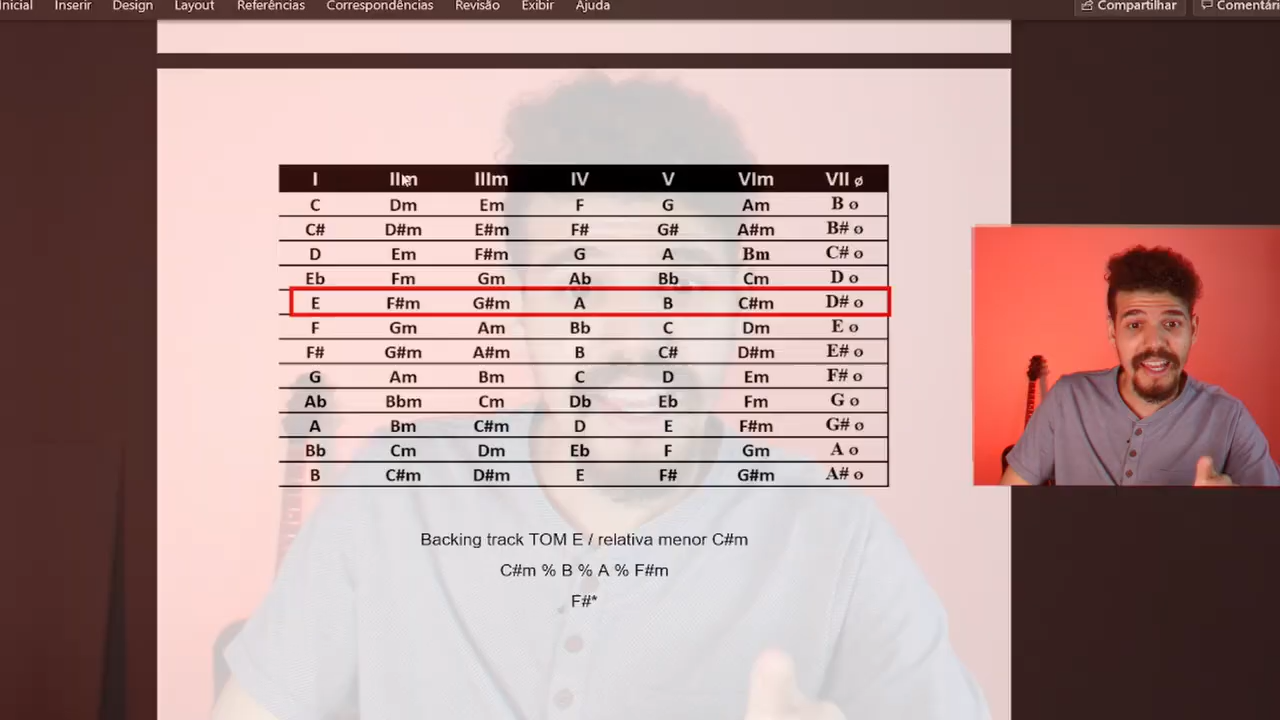 Inicial Inserir Design Layout Referências Correspondências Revisão Exibir Ajuda Compartilhar
I IIm IIIm IV V VIm VII ø
C Dm Em F G Am B o
C# D#m E#m F# G# A#m B# o
D Em F#m G A Bm C# o
Eb Fm Gm Ab Bb Cm D o
E F#m G#m A B C#m D# o
F Gm Am Bb C Dm E o
F# G#m A#m B C# D#m E# o
G Am Bm C D Em F# o
Ab Bbm Cm Db Eb Fm G o
A Bm C#m D E F#m G# o
Bb Cm Dm Eb F Gm A o
B C#m D#m E F# G#m A# o
Backing track TOM E / relativa menor C#m
C#m % B % A % F#m
F#*